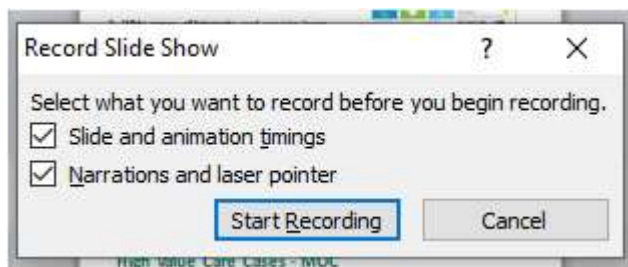 Record Slide Show ?
Select what you want to record before you begin recording.
Slide and animation timings
Narrations and laser pointer
Start Recording Cancel
High Value Care Cases - MOC